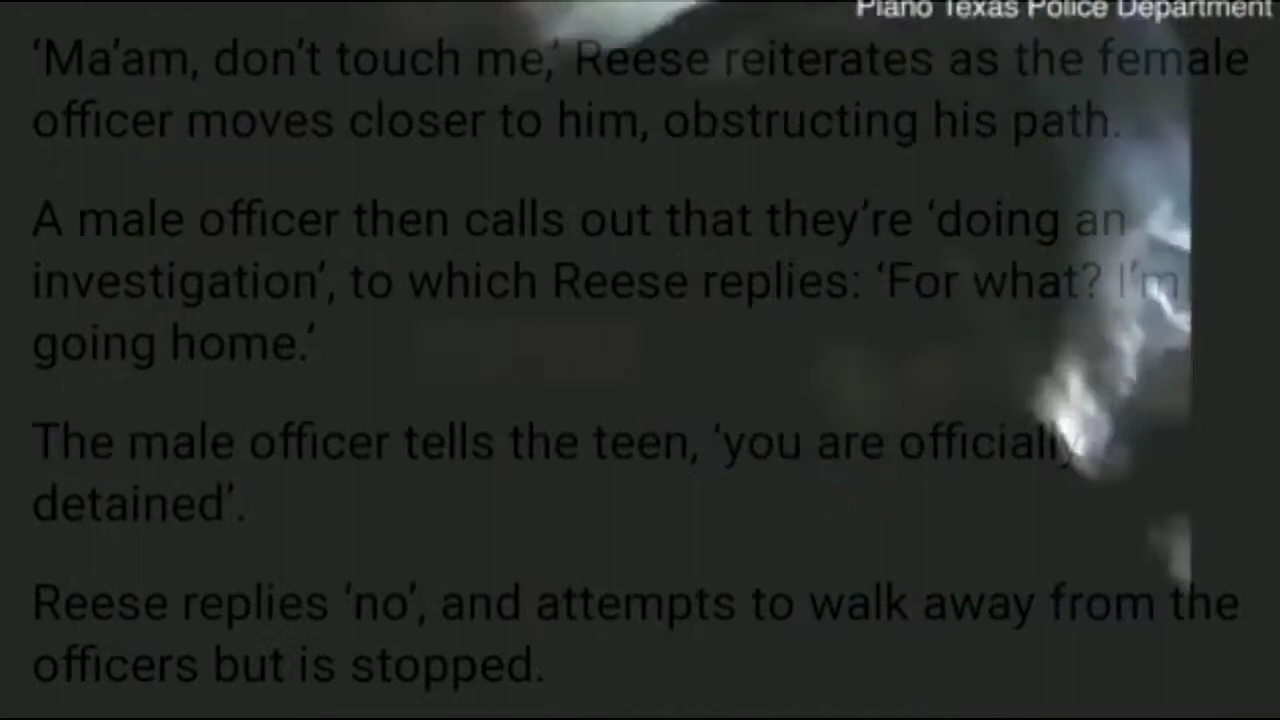 Plano Texas Police Department
‘Ma’am, don’t touch me,’ Reese reiterates as the female
officer moves closer to him, obstructing his path.
A male officer then calls out that they’re ‘doing an
investigation’, to which Reese replies: ‘For what? I’m
going home.’
The male officer tells the teen, ‘you are officially
detained’.
Reese replies ‘no’, and attempts to walk away from the
officers but is stopped.